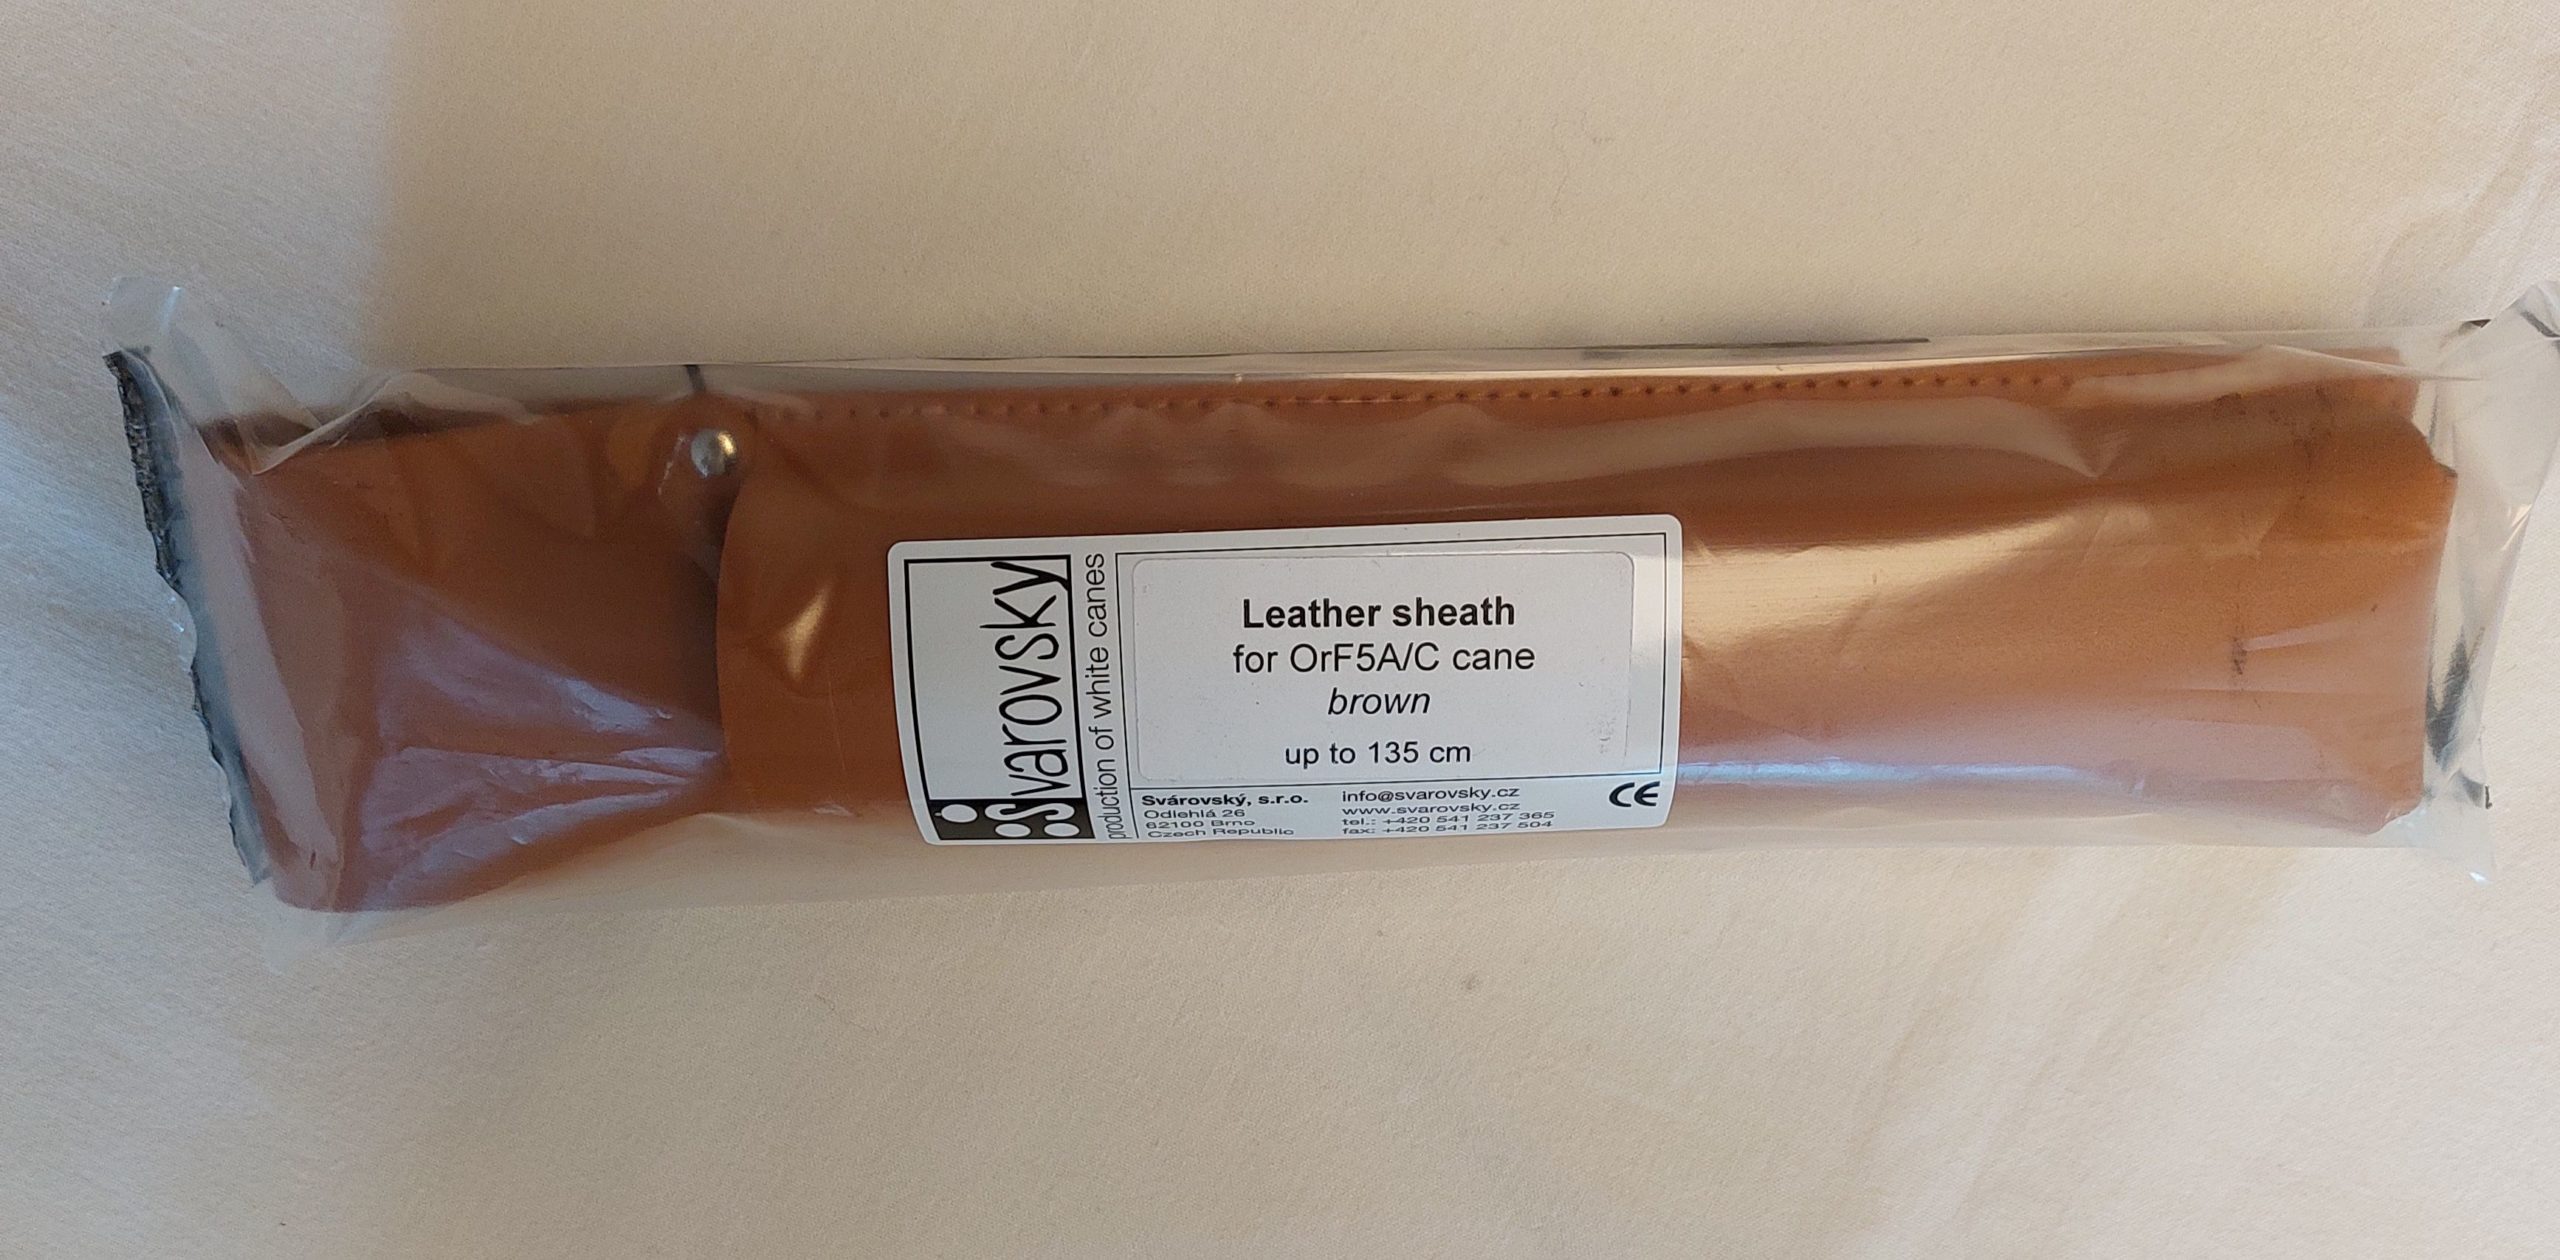 Svarovsky
production of white canes
Leather sheath
for OrF5A/C cane
brown
up to 135 cm
Svárovský, s.r.o.
Odlehlá 26
62100 Brno
Czech Republic
info@svarovsky.cz
www.svarovsky.cz
tel.: +420 541 237 365
fax: +420 541 237 504
CE